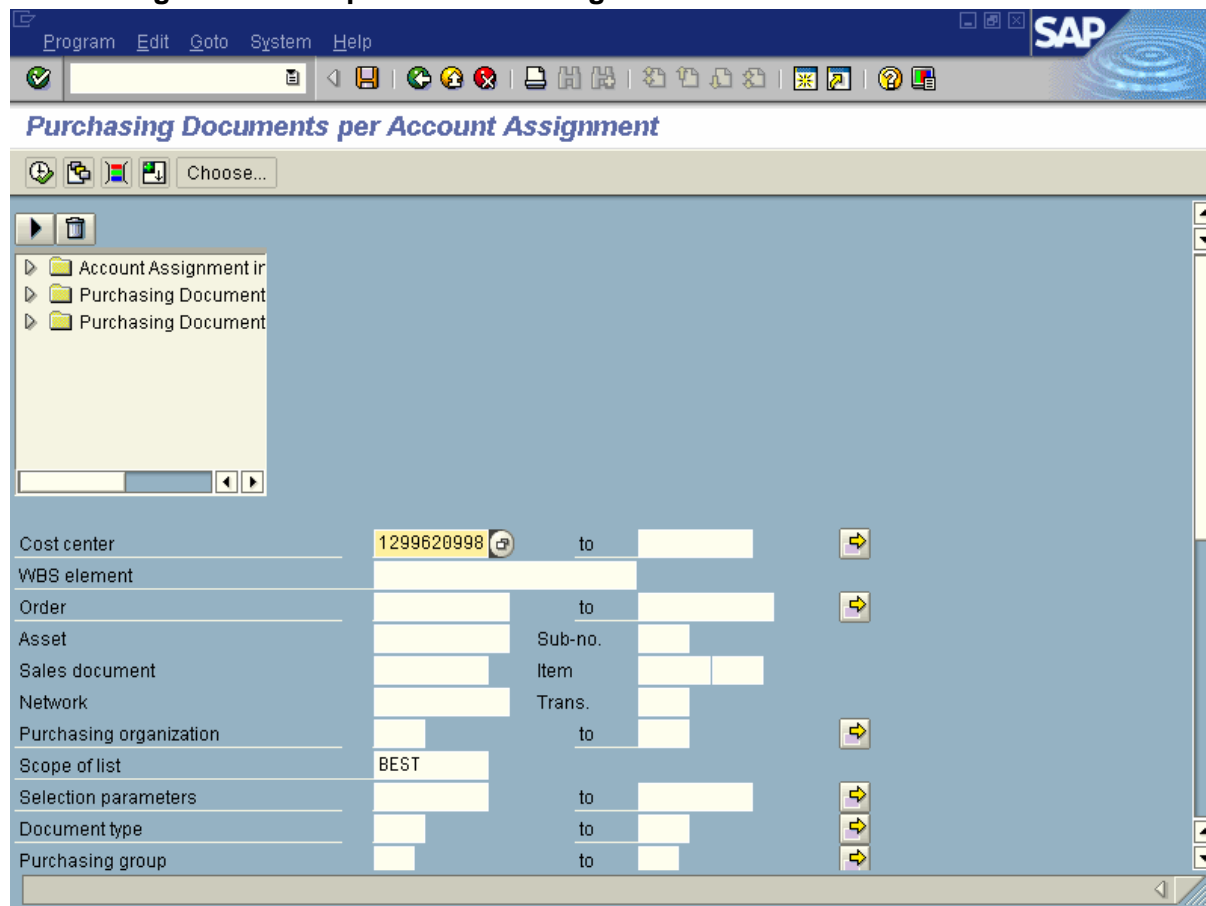 Program Edit Goto System Help
SAP
Purchasing Documents per Account Assignment
Choose...
Account Assignment in
Purchasing Document
Purchasing Document
Cost center 1299620998 to
WBS element
Order to
Asset Sub-no.
Sales document Item
Network Trans.
Purchasing organization to
Scope of list BEST
Selection parameters to
Document type to
Purchasing group to